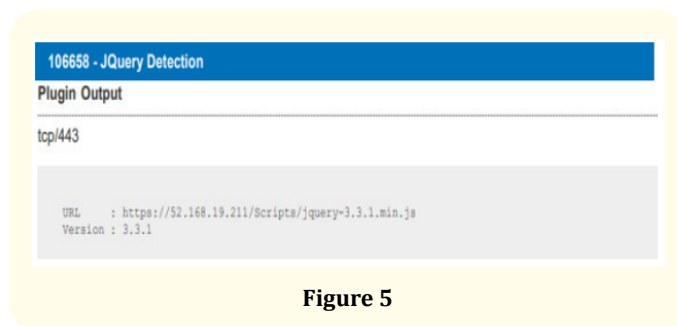 106658 - JQuery Detection
Plugin Output
tcp/443
URL : https://52.168.19.211/Scripts/jquery-3.3.1.min.js
Version : 3.3.1
Figure 5